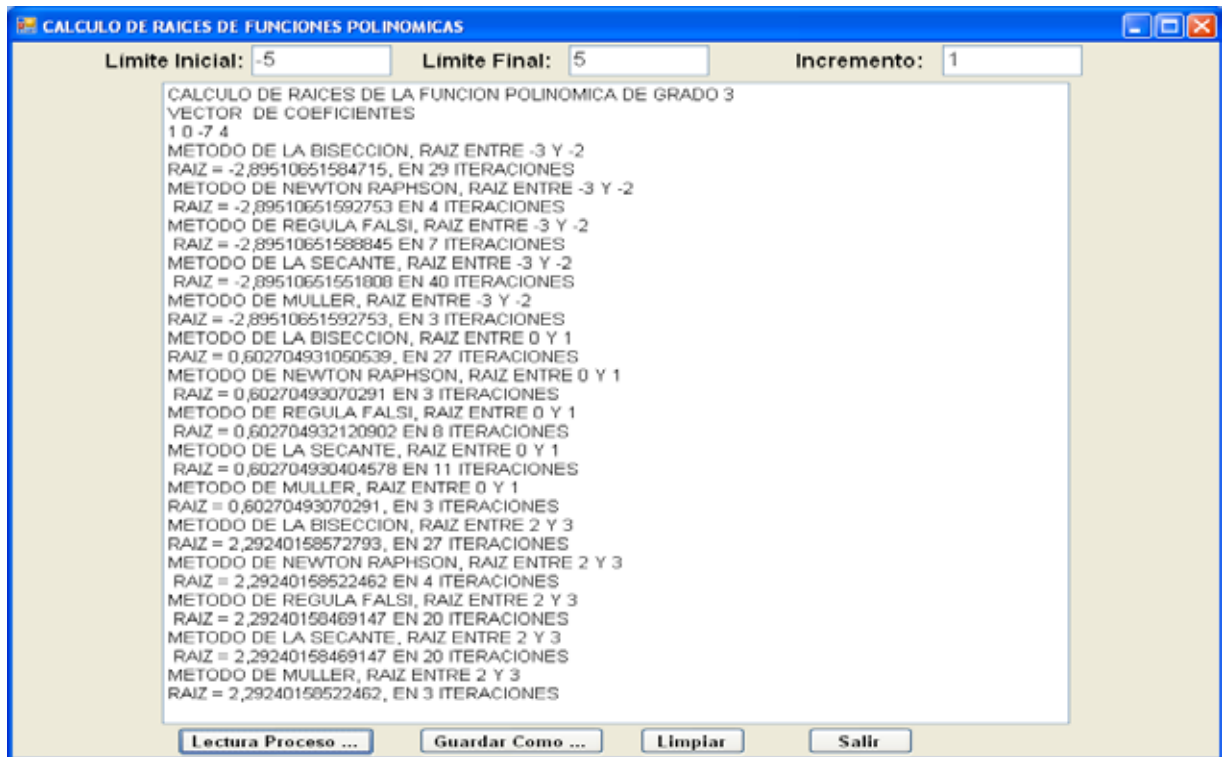 CALCULO DE RAICES DE FUNCIONES POLINOMICAS
Límite Inicial: -5 Límite Final: 5 Incremento: 1
CALCULO DE RAICES DE LA FUNCION POLINOMICA DE GRADO 3
VECTOR DE COEFICIENTES
1 0 -7 4
METODO DE LA BISECCION, RAIZ ENTRE -3 Y -2
RAIZ = -2,89510651584715, EN 29 ITERACIONES
METODO DE NEWTON RAPHSON, RAIZ ENTRE -3 Y -2
RAIZ = -2,89510651592753 EN 4 ITERACIONES
METODO DE REGULA FALSI, RAIZ ENTRE -3 Y -2
RAIZ = -2,89510651588845 EN 7 ITERACIONES
METODO DE LA SECANTE, RAIZ ENTRE -3 Y -2
RAIZ = -2,89510651551808 EN 40 ITERACIONES
METODO DE MULLER, RAIZ ENTRE -3 Y -2
RAIZ = -2,89510651592753, EN 3 ITERACIONES
METODO DE LA BISECCION, RAIZ ENTRE 0 Y 1
RAIZ = 0,602704931050539, EN 27 ITERACIONES
METODO DE NEWTON RAPHSON, RAIZ ENTRE 0 Y 1
RAIZ = 0,60270493070291 EN 3 ITERACIONES
METODO DE REGULA FALSI, RAIZ ENTRE 0 Y 1
RAIZ = 0,602704932120902 EN 8 ITERACIONES
METODO DE LA SECANTE, RAIZ ENTRE 0 Y 1
RAIZ = 0,602704930404578 EN 11 ITERACIONES
METODO DE MULLER, RAIZ ENTRE 0 Y 1
RAIZ = 0,60270493070291, EN 3 ITERACIONES
METODO DE LA BISECCION, RAIZ ENTRE 2 Y 3
RAIZ = 2,29240158572793, EN 27 ITERACIONES
METODO DE NEWTON RAPHSON, RAIZ ENTRE 2 Y 3
RAIZ = 2,29240158522462 EN 4 ITERACIONES
METODO DE REGULA FALSI, RAIZ ENTRE 2 Y 3
RAIZ = 2,29240158469147 EN 20 ITERACIONES
METODO DE LA SECANTE, RAIZ ENTRE 2 Y 3
RAIZ = 2,29240158469147 EN 20 ITERACIONES
METODO DE MULLER, RAIZ ENTRE 2 Y 3
RAIZ = 2,29240158522462, EN 3 ITERACIONES
Lectura Proceso ... Guardar Como ... Limpiar Salir